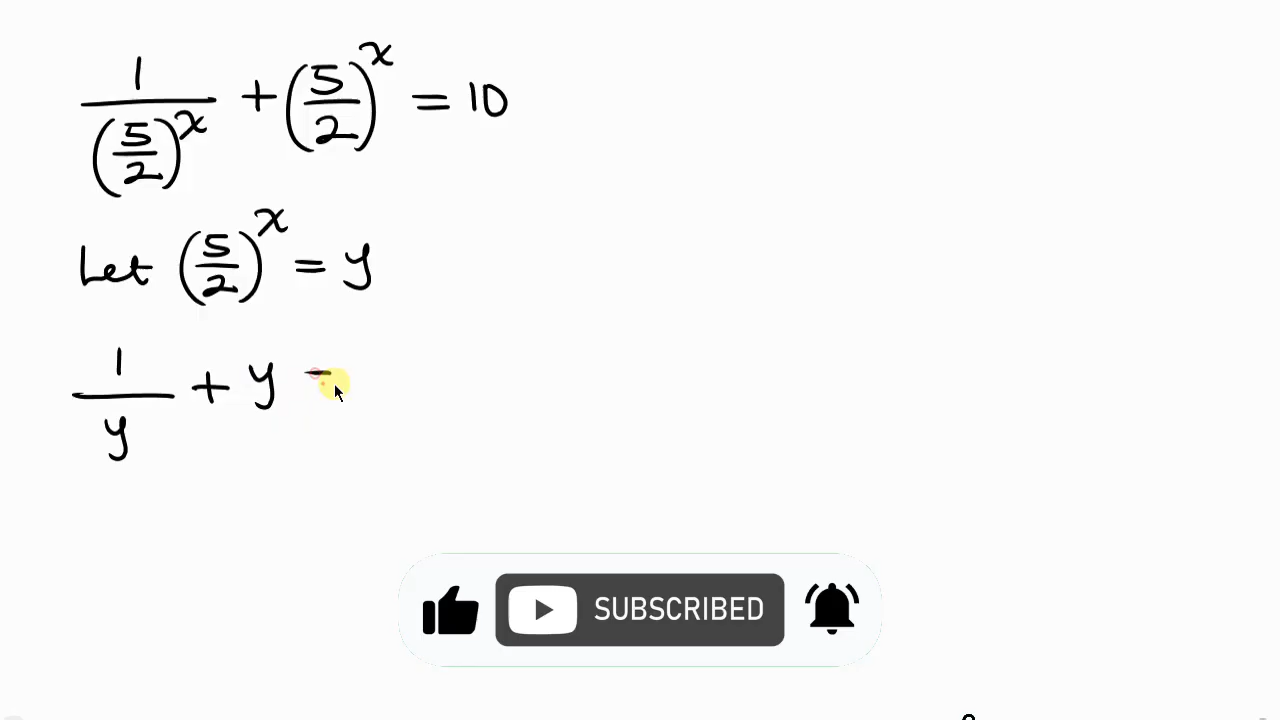 1/(5/2)^x + (5/2)^x = 10
Let (5/2)^x = y
1/y + y -
SUBSCRIBED